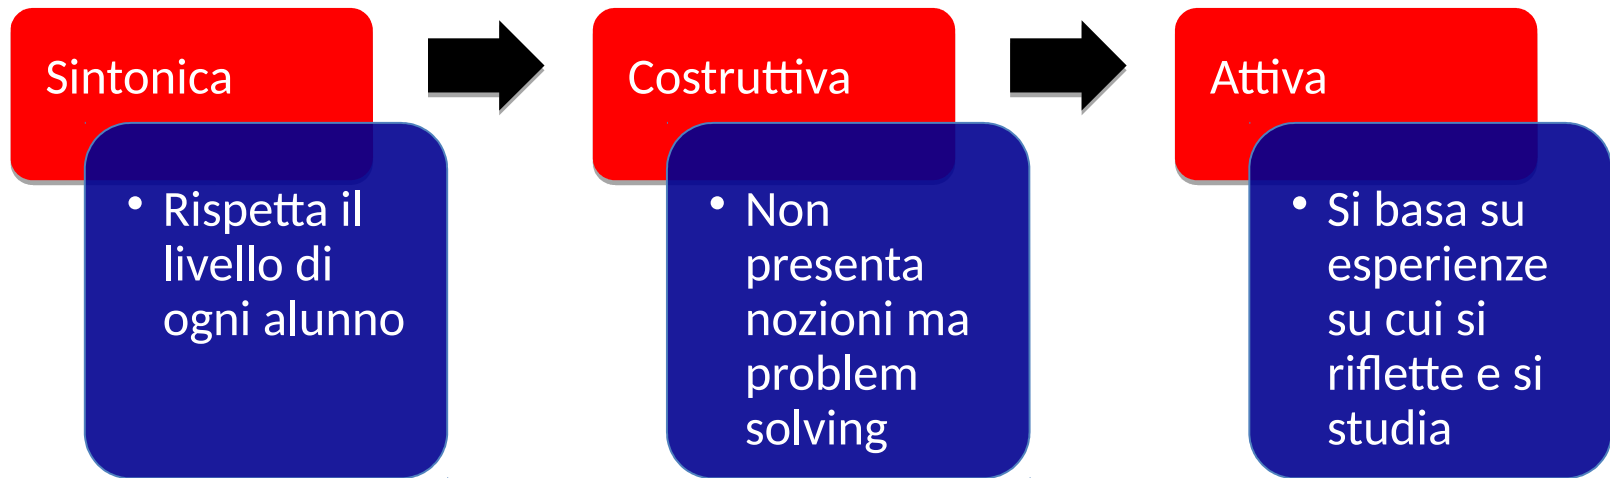 Sintonica
• Rispetta il
livello di
ogni alunno
Costruttiva
• Non
presenta
nozioni ma
problem
solving
Attiva
• Si basa su
esperienze
su cui si
riflette e si
studia